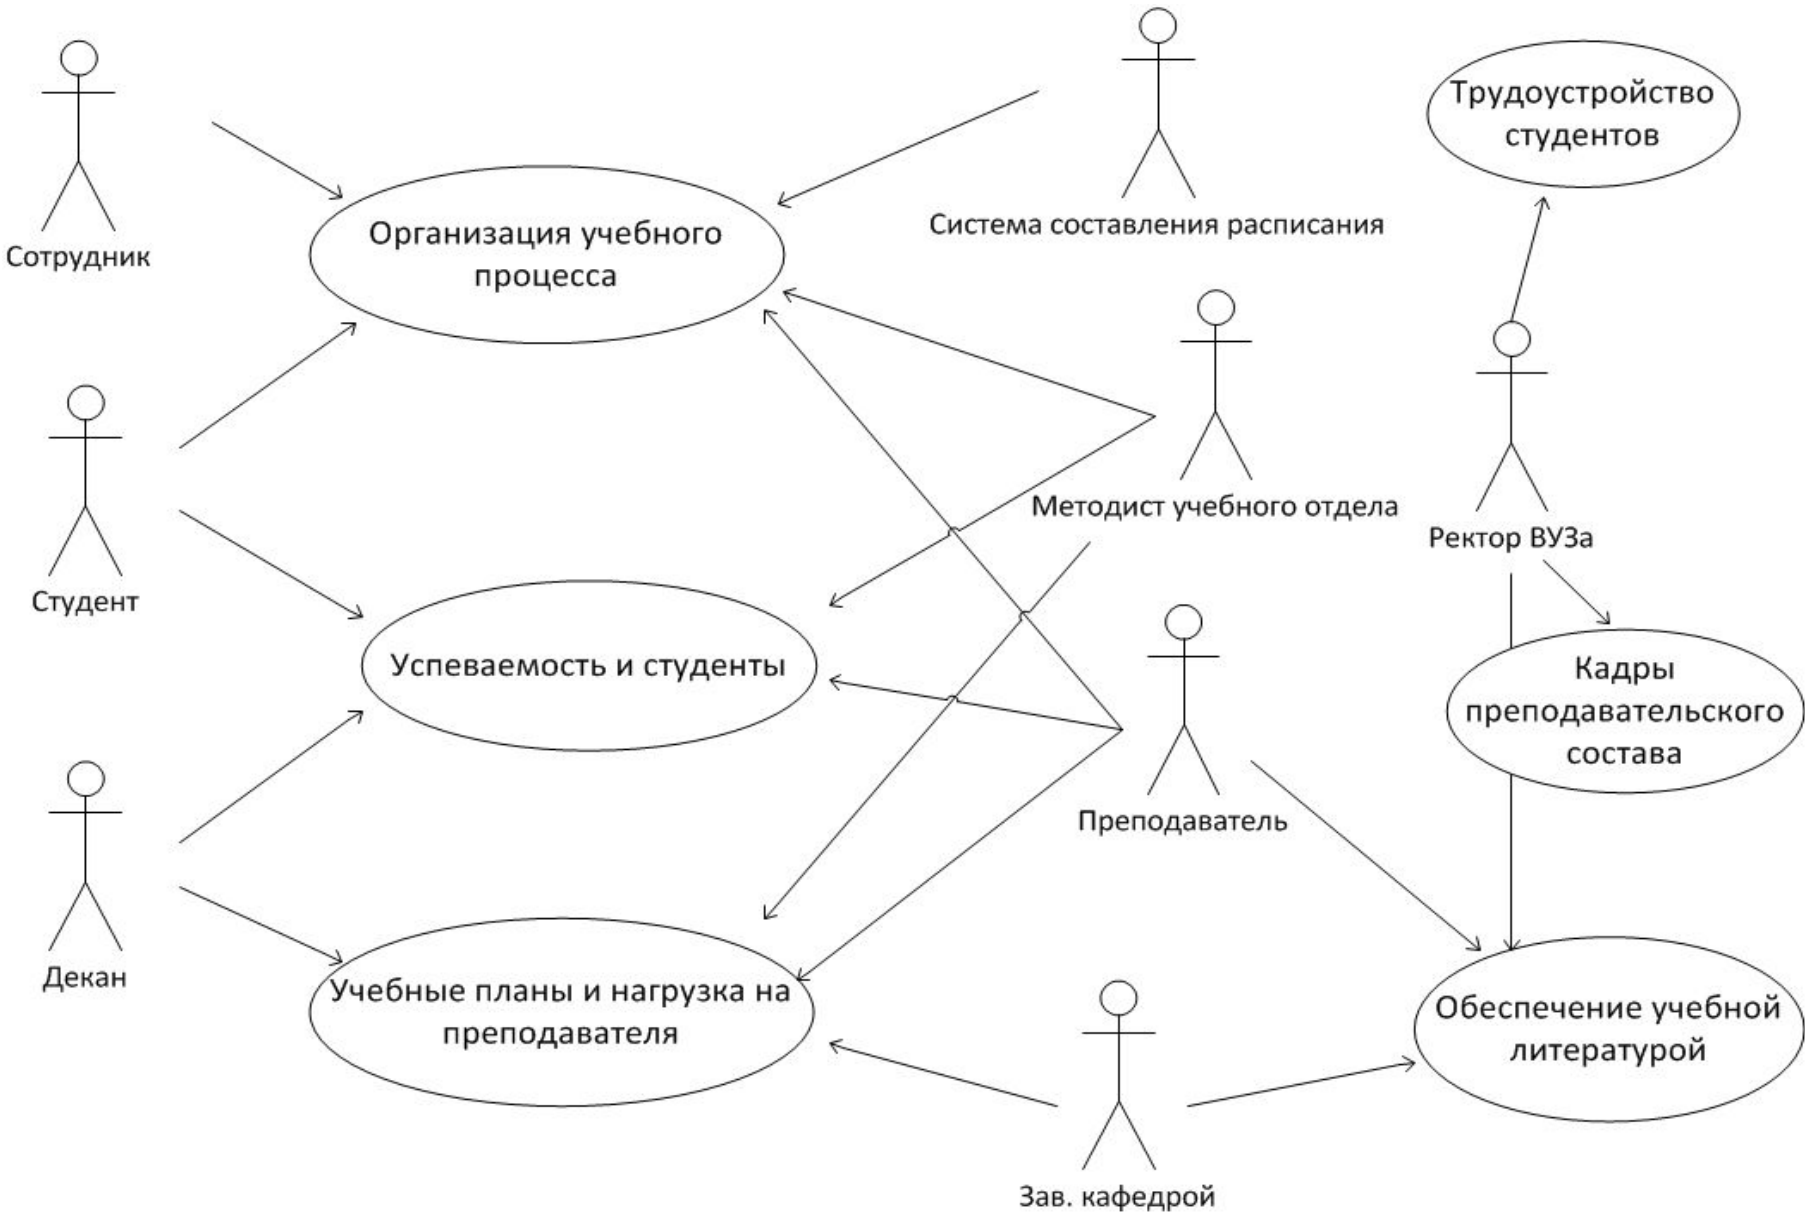 Трудоустройство
студентов
Система составления расписания
Организация учебного
процесса
Сотрудник
Методист учебного отдела
Ректор ВУЗа
Студент
Успеваемость и студенты
Кадры
преподавательского
состава
Преподаватель
Декан
Учебные планы и нагрузка на
преподавателя
Обеспечение учебной
литературой
Зав. кафедрой